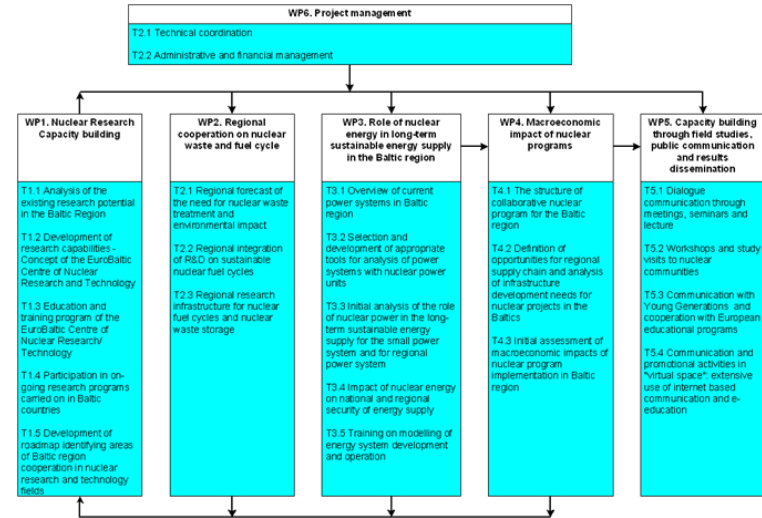 WP6. Project management
T2.1 Technical coordination
T2.2 Administrative and financial management
WP1. Nuclear Research
Capacity building
T1.1 Analysis of the
existing research potential
in the Baltic Region
T1.2 Development of
research capabilities -
Concept of the EuroBaltic
Centre of Nuclear
Research and Technology
T1.3 Education and
training program of the
EuroBaltic Centre of
Nuclear Research/
Technology
T1.4 Participation in on-
going research programs
carried on in Baltic
countries
T1.5 Development of
roadmap identifying areas
of Baltic region
cooperation in nuclear
research and technology
fields
WP2. Regional
cooperation on nuclear
waste and fuel cycle
T2.1 Regional forecast of
the need for nuclear waste
treatment and
environmental impact
T2.2 Regional integration
of R&D on sustainable
nuclear fuel cycles
T2.3 Regional research
infrastructure for nuclear
fuel cycles and nuclear
waste storage
WP3. Role of nuclear
energy in long-term
sustainable energy supply
in the Baltic region
T3.1 Overview of current
power systems in Baltic
region
T3.2 Selection and
development of appropriate
tools for analysis of power
systems with nuclear power
units
T3.3 Initial analysis of the role
of nuclear power in the long-
term sustainable energy
supply for the small power
system and for regional
power system
T3.4 Impact of nuclear energy
on national and regional
security of energy supply
T3.5 Training on modelling of
energy system development
and operation
WP4. Macroeconomic
impact of nuclear
programs
T4.1 The structure of
collaborative nuclear
program for the Baltic
region
T4.2 Definition of
opportunities for regional
supply chain and analysis
of infrastructure
development needs for
nuclear projects in the
Baltics
T4.3 Initial assessment of
macroeconomic impacts of
nuclear program
implementation in Baltic
region
WP5. Capacity building
through field studies,
public communication
and results
dissemination
T5.1 Dialogue
communication through
meetings, seminars and
lecture
T5.2 Workshops and study
visits to nuclear
communities
T5.3 Communication with
Young Generations and
cooperation with European
educational programs
T5.4 Communication and
promotional activities in
"virtual space": extensive
use of internet based
communication and e-
education